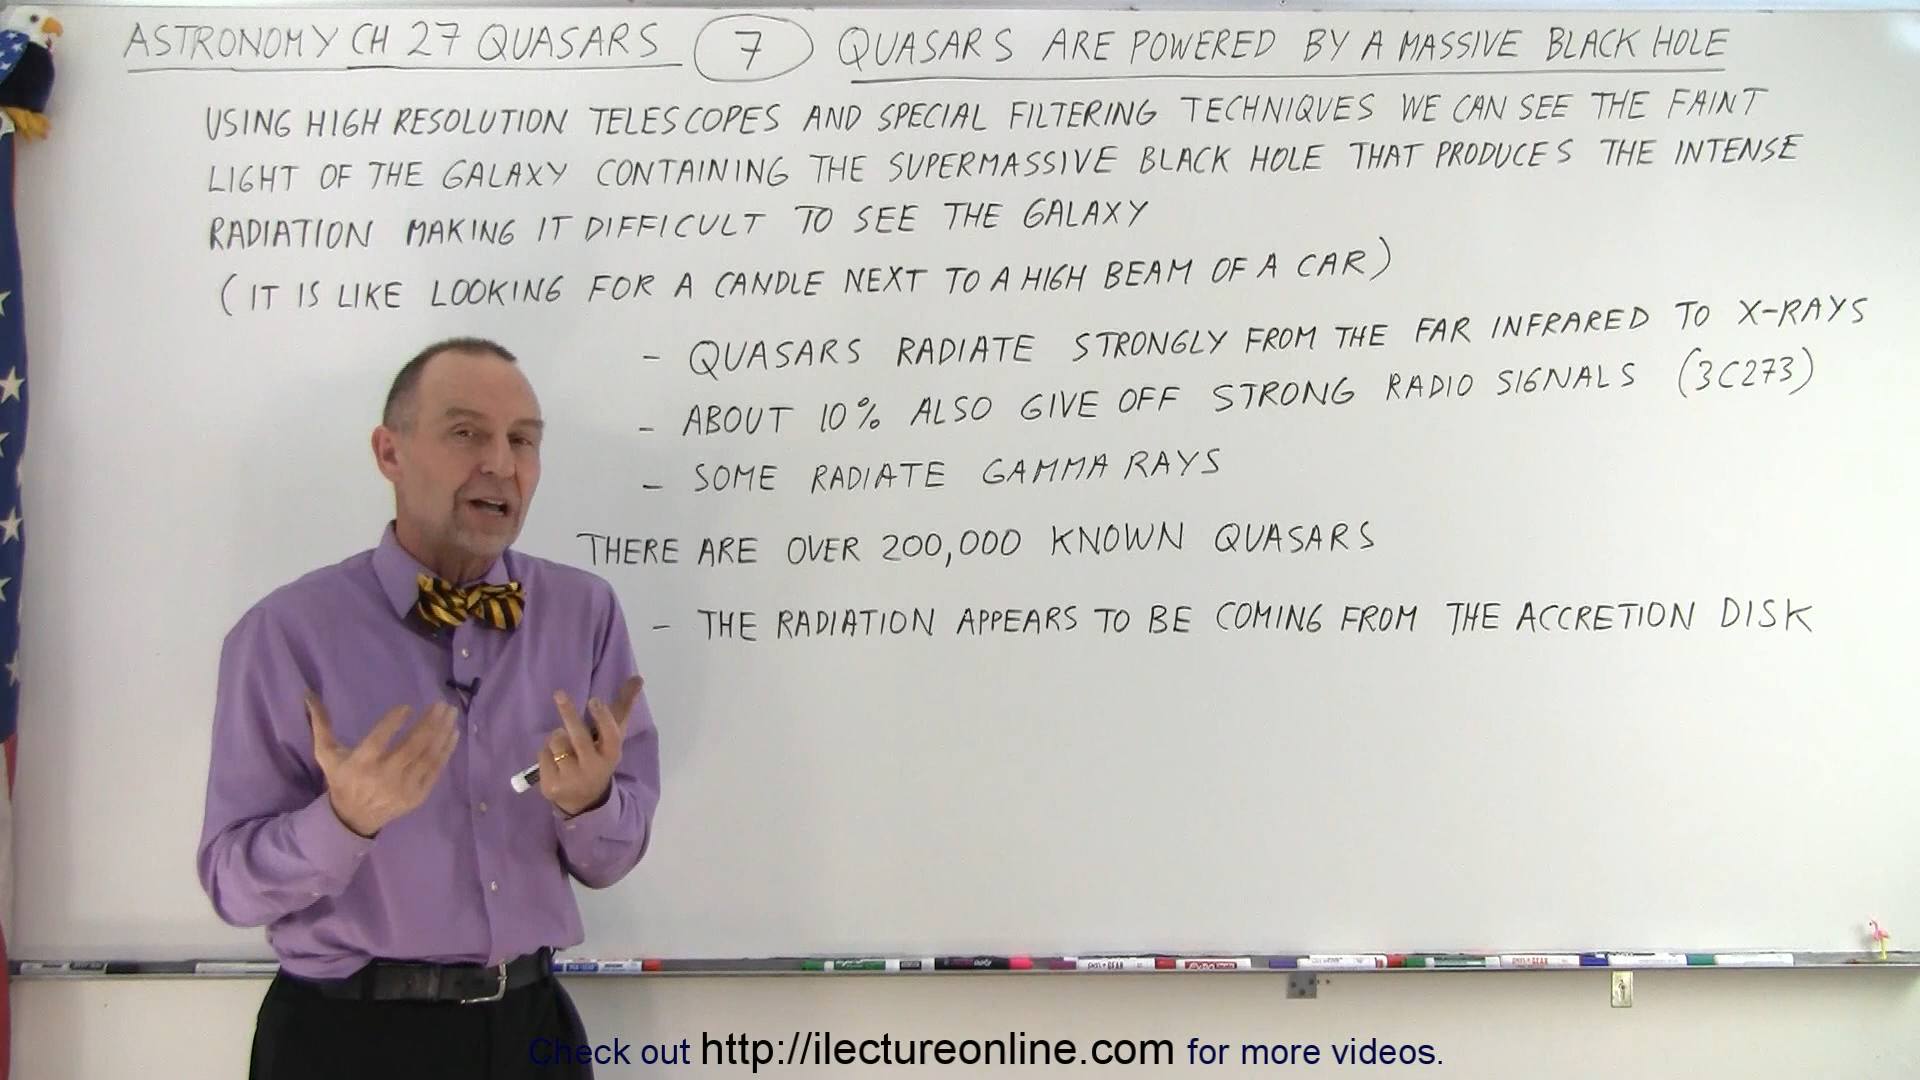 ASTRONOMY CH 27 QUASARS 7 QUASARS ARE POWERED BY A MASSIVE BLACK HOLE
USING HIGH RESOLUTION TELESCOPES AND SPECIAL FILTERING TECHNIQUES WE CAN SEE THE FAINT
LIGHT OF THE GALAXY CONTAINING THE SUPERMASSIVE BLACK HOLE THAT PRODUCES THE INTENSE
RADIATION MAKING IT DIFFICULT TO SEE THE GALAXY
(IT IS LIKE LOOKING FOR A CANDLE NEXT TO A HIGH BEAM OF A CAR)
- QUASARS RADIATE STRONGLY FROM THE FAR INFRARED TO X-RAYS
- ABOUT 10% ALSO GIVE OFF STRONG RADIO SIGNALS (3C273)
- SOME RADIATE GAMMA RAYS
THERE ARE OVER 200,000 KNOWN QUASARS
- THE RADIATION APPEARS TO BE COMING FROM THE ACCRETION DISK
Check out http://ilectureonline.com for more videos.